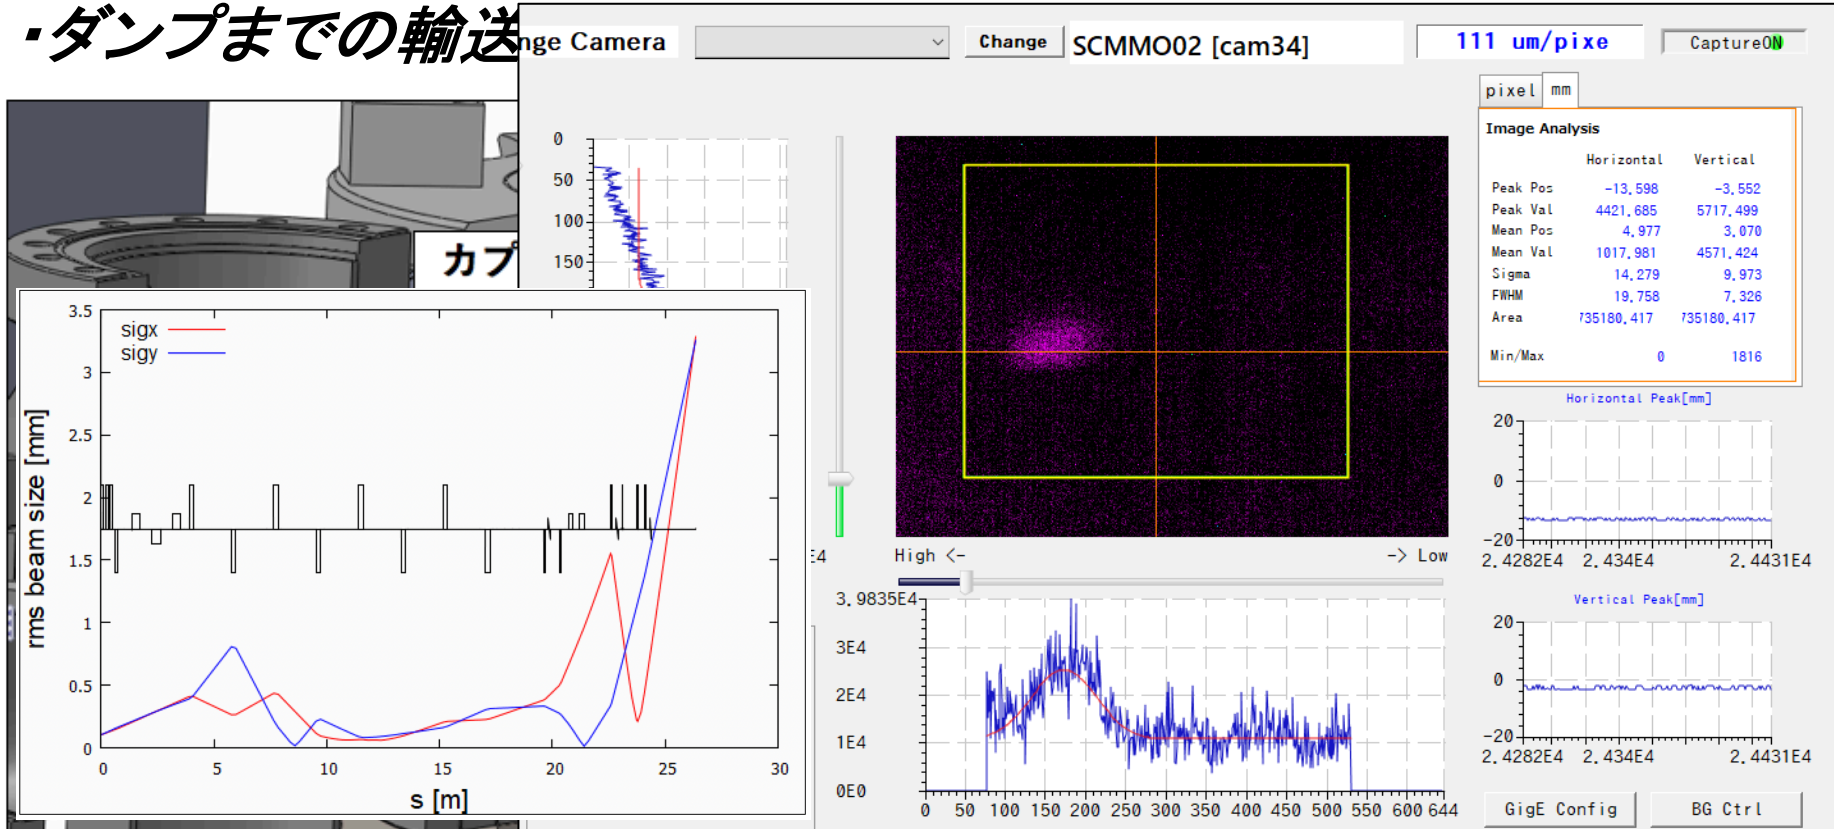 ・ダンプまでの輸送
nge Camera
Change
SCMMO02 [cam34]
111 um/pixe
CaptureON
pixel
mm
Image Analysis
Horizontal Vertical
Peak Pos -13.598 -3.552
Peak Val 4421.685 5717.499
Mean Pos 4.977 3.070
Mean Val 1017.981 4571.424
Sigma 14.279 9.973
FWHM 19.758 7.326
Area 735180.417 735180.417
Min/Max 0 1816
0
50
100
150
カプ
3.5
3
2.5
2
1.5
1
0.5
0
sigx
sigy
rms beam size [mm]
0 5 10 15 20 25 30
s [m]
E4
High <-
-> Low
3.9835E4
3E4
2E4
1E4
0E0
0 50 100 150 200 250 300 350 400 450 500 550 600 644
Horizontal Peak[mm]
20
0
-20
2.4282E4 2.434E4 2.4431E4
Vertical Peak[mm]
20
0
-20
2.4282E4 2.434E4 2.4431E4
GigE Config
BG Ctrl